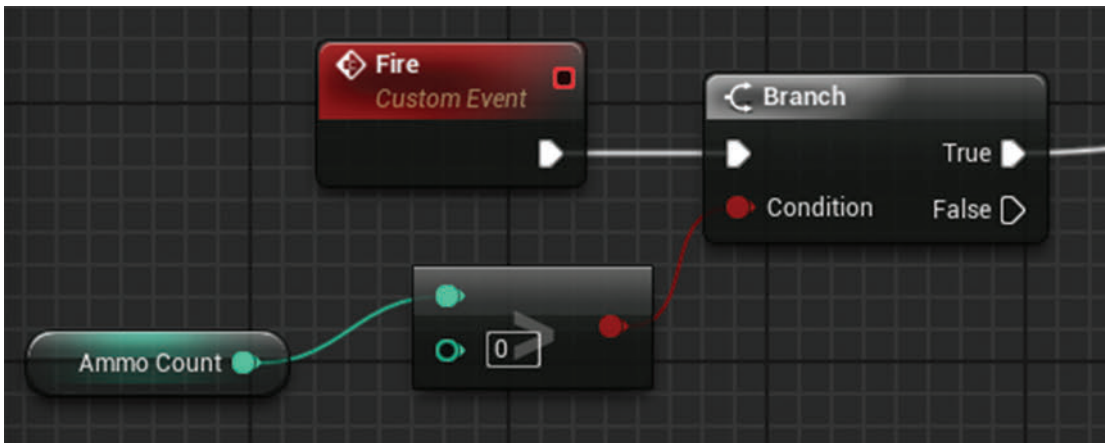 Fire
Custom Event
Branch
True
Condition
False
Ammo Count
0
>